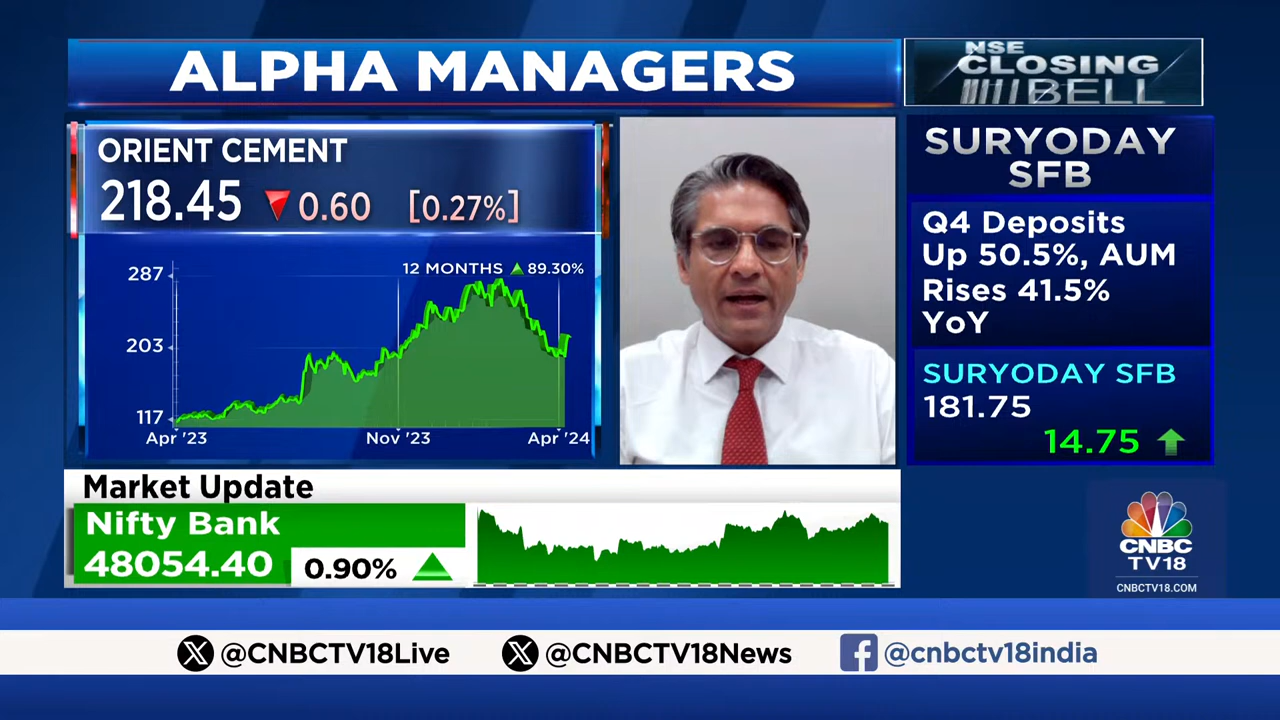 ALPHA MANAGERS
NSE
CLOSING
BELL
ORIENT CEMENT
218.45 ▼ 0.60 [0.27%]
12 MONTHS ▲ 89.30%
287
203
117
Apr '23 Nov '23 Apr '24
SURYODAY
SFB
Q4 Deposits
Up 50.5%, AUM
Rises 41.5%
YoY
SURYODAY SFB
181.75
14.75
Market Update
Nifty Bank
48054.40 0.90%
CNBC
TV18
CNBCTV18.COM
@CNBCTV18Live @CNBCTV18News @cnbctv18india